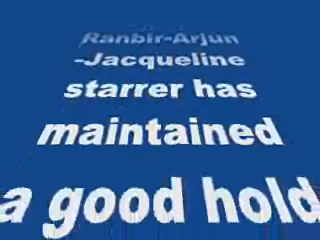 Ranbir-Arjun
-Jacqueline
starrer has
maintained
a good hold